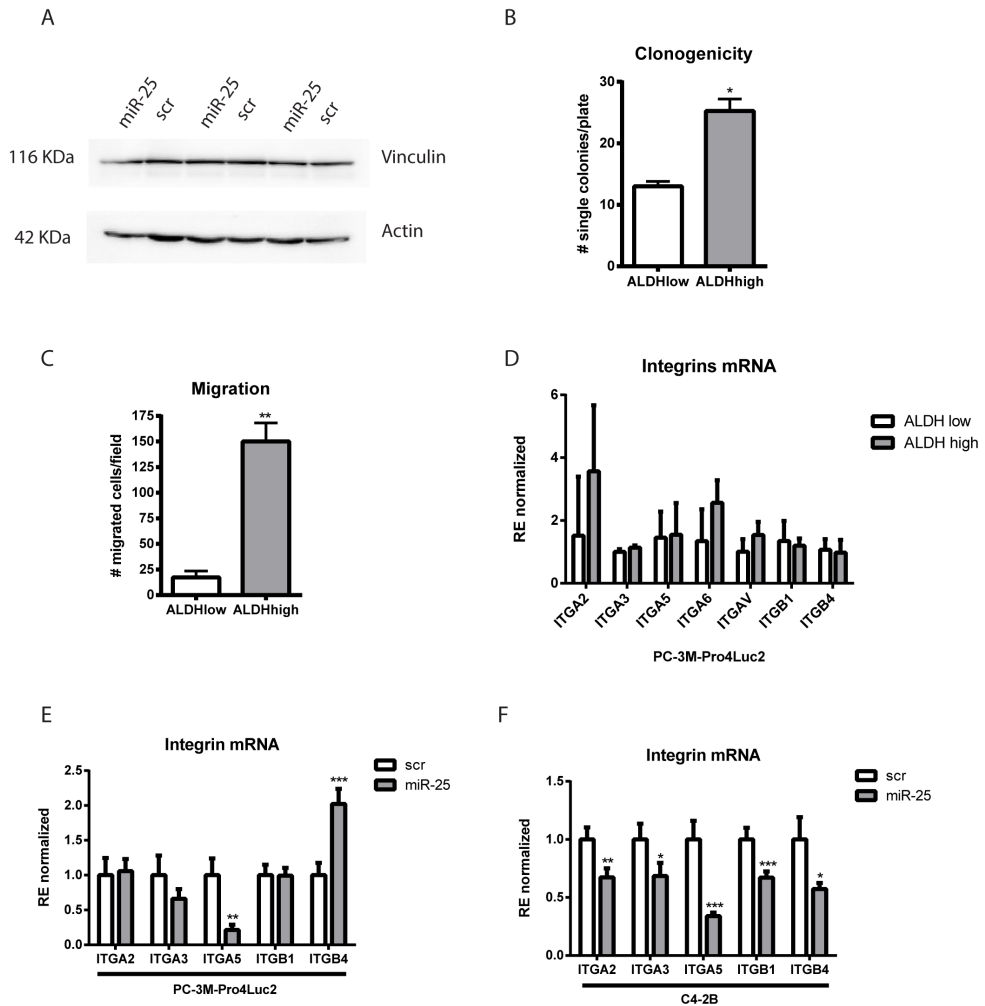 A
miR-25 scr miR-25 scr miR-25 scr
116 KDa
Vinculin
42 KDa
Actin
B
Clonogenicity
# single colonies/plate
30
20
10
0
*
ALDHlow ALDHhigh
C
Migration
# migrated cells/field
175
150
125
100
75
50
25
0
**
ALDHlow ALDHhigh
D
Integrins mRNA
RE normalized
6
4
2
0
ALDH low
ALDH high
ITGA2 ITGA3 ITGA5 ITGA6 ITGAV ITGB1 ITGB4
PC-3M-Pro4Luc2
E
Integrin mRNA
RE normalized
2.5
2.0
1.5
1.0
0.5
0.0
scr
miR-25
** ***
ITGA2 ITGA3 ITGA5 ITGB1 ITGB4
PC-3M-Pro4Luc2
F
Integrin mRNA
RE normalized
1.5
1.0
0.5
0.0
scr
miR-25
** * *** *** *
ITGA2 ITGA3 ITGA5 ITGB1 ITGB4
C4-2B